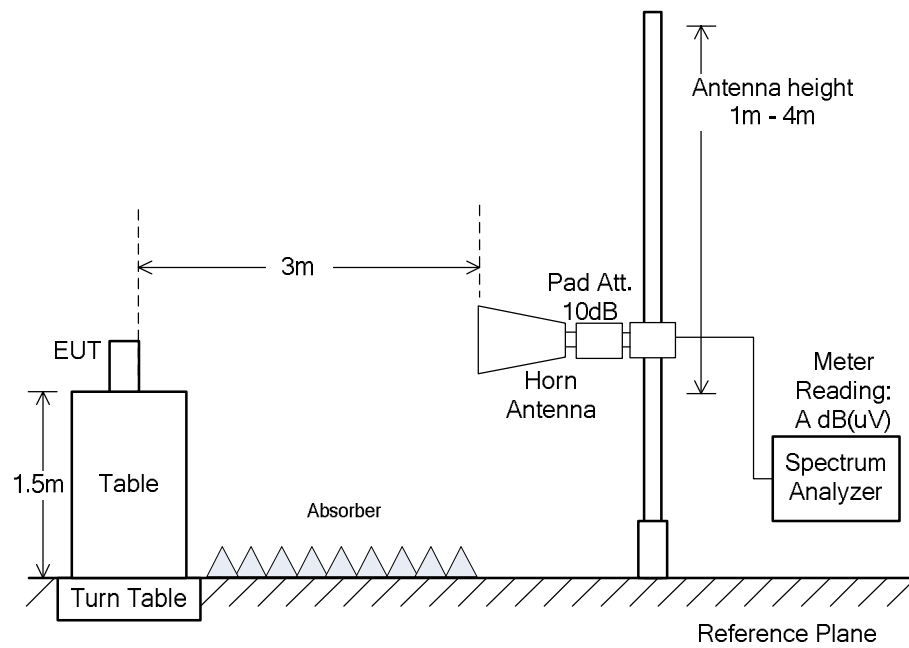 Antenna height
1m - 4m
3m
Pad Att.
10dB
EUT
Horn
Antenna
Meter
Reading:
A dB(uV)
1.5m
Table
Spectrum
Analyzer
Absorber
Turn Table
Reference Plane